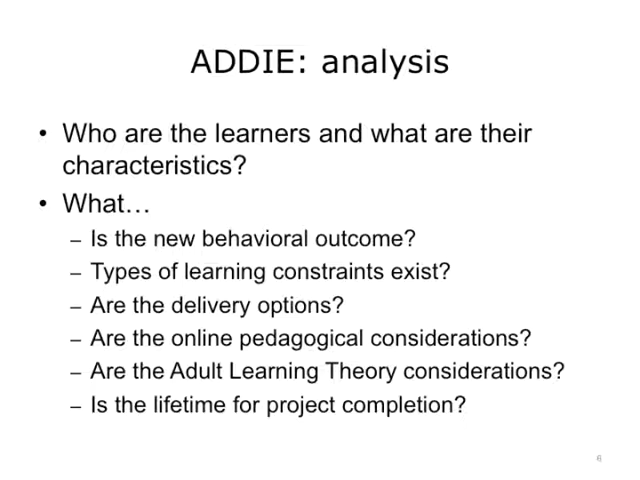 ADDIE: analysis
• Who are the learners and what are their
characteristics?
• What…
– Is the new behavioral outcome?
– Types of learning constraints exist?
– Are the delivery options?
– Are the online pedagogical considerations?
– Are the Adult Learning Theory considerations?
– Is the lifetime for project completion?